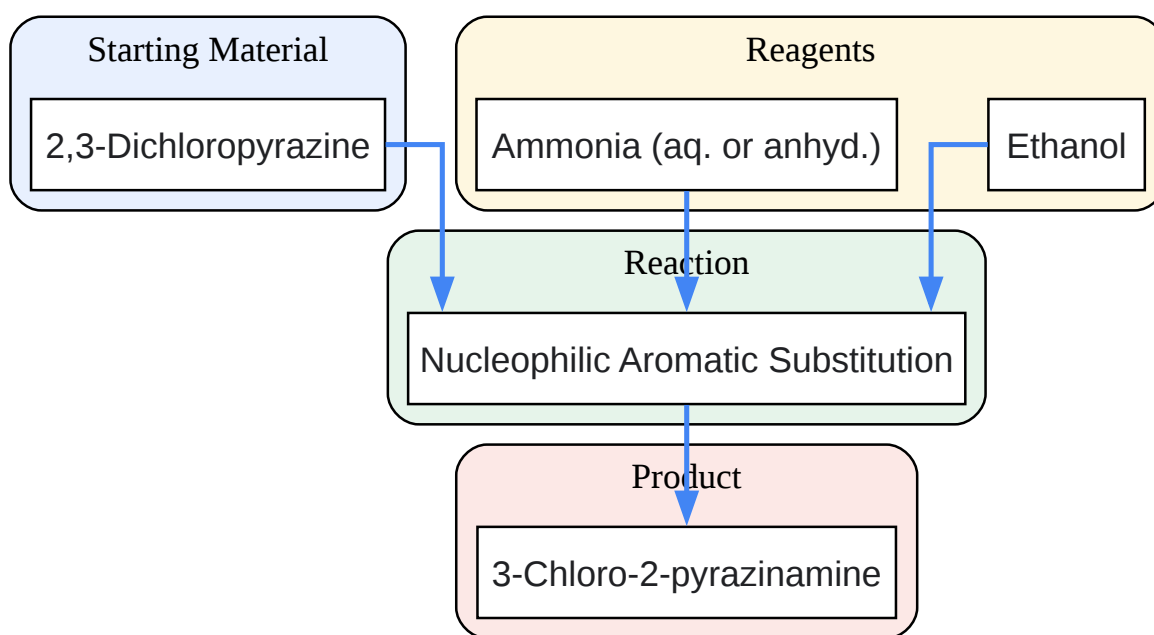 Starting Material
Reagents
2,3-Dichloropyrazine
Ammonia (aq. or anhyd.)
Ethanol
Reaction
Nucleophilic Aromatic Substitution
Product
3-Chloro-2-pyrazinamine